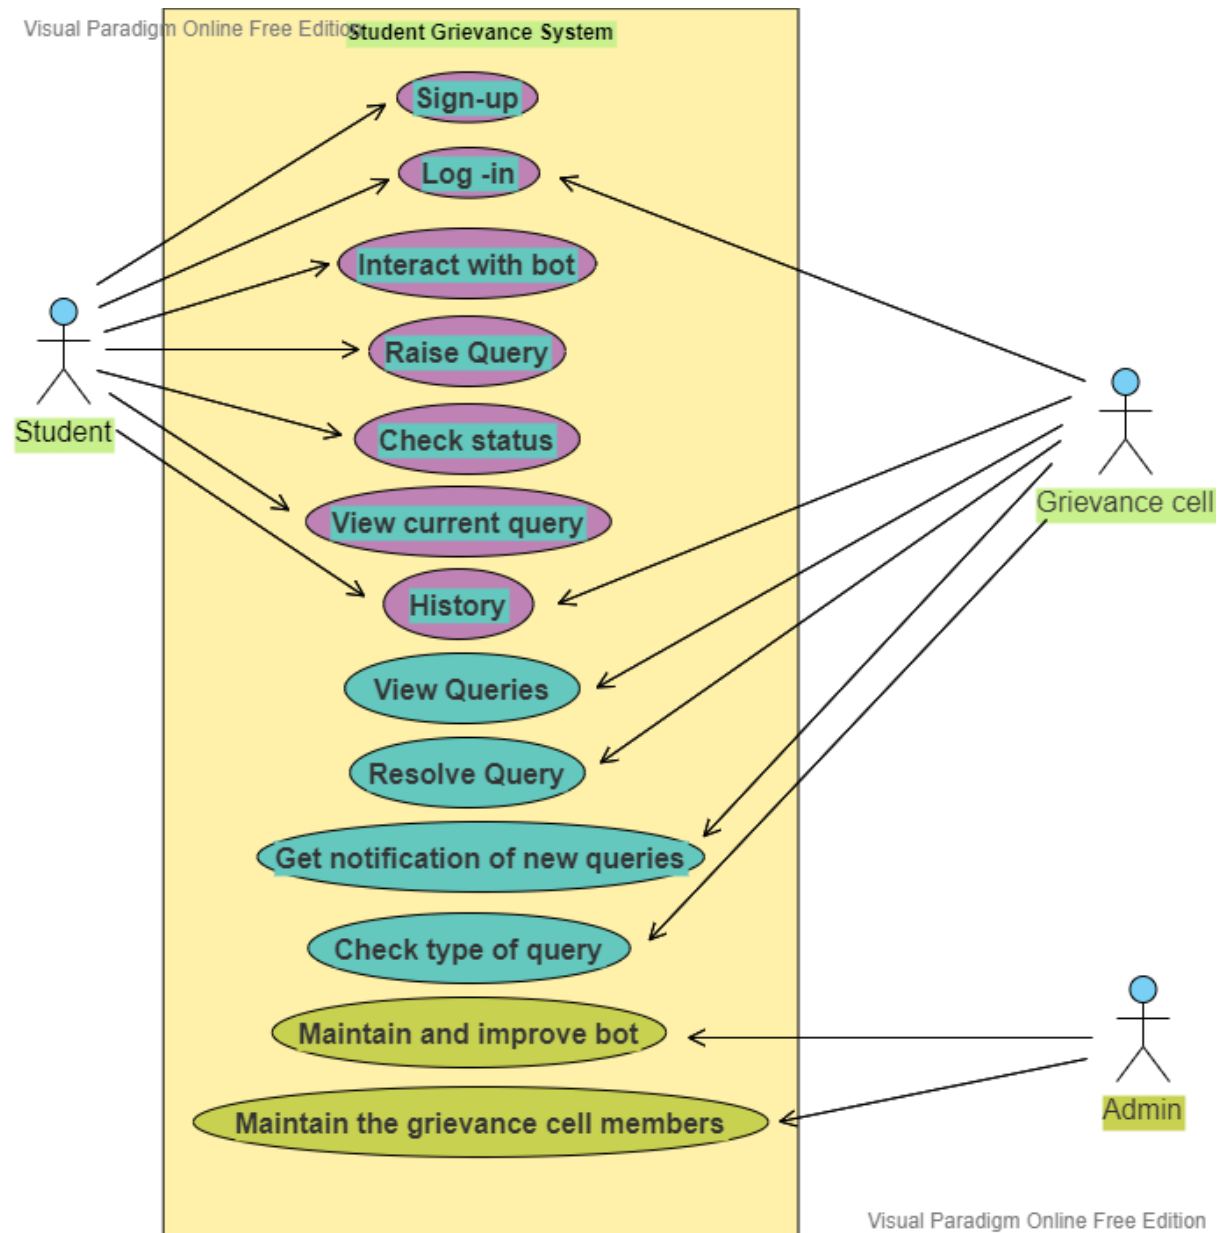 Visual Paradigm Online Free Edition
Student Grievance System
Sign-up
Log -in
Interact with bot
Raise Query
Check status
Student
View current query
Grievance cell
History
View Queries
Resolve Query
Get notification of new queries
Check type of query
Maintain and improve bot
Maintain the grievance cell members
Admin
Visual Paradigm Online Free Edition